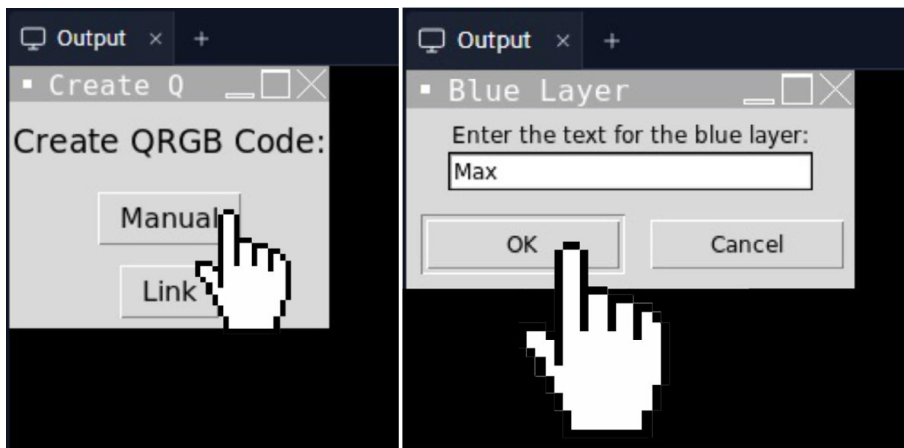 Output × +
Create Q
Create QRGB Code:
Manual
Link
Output × +
Blue Layer
Enter the text for the blue layer:
Max
OK Cancel